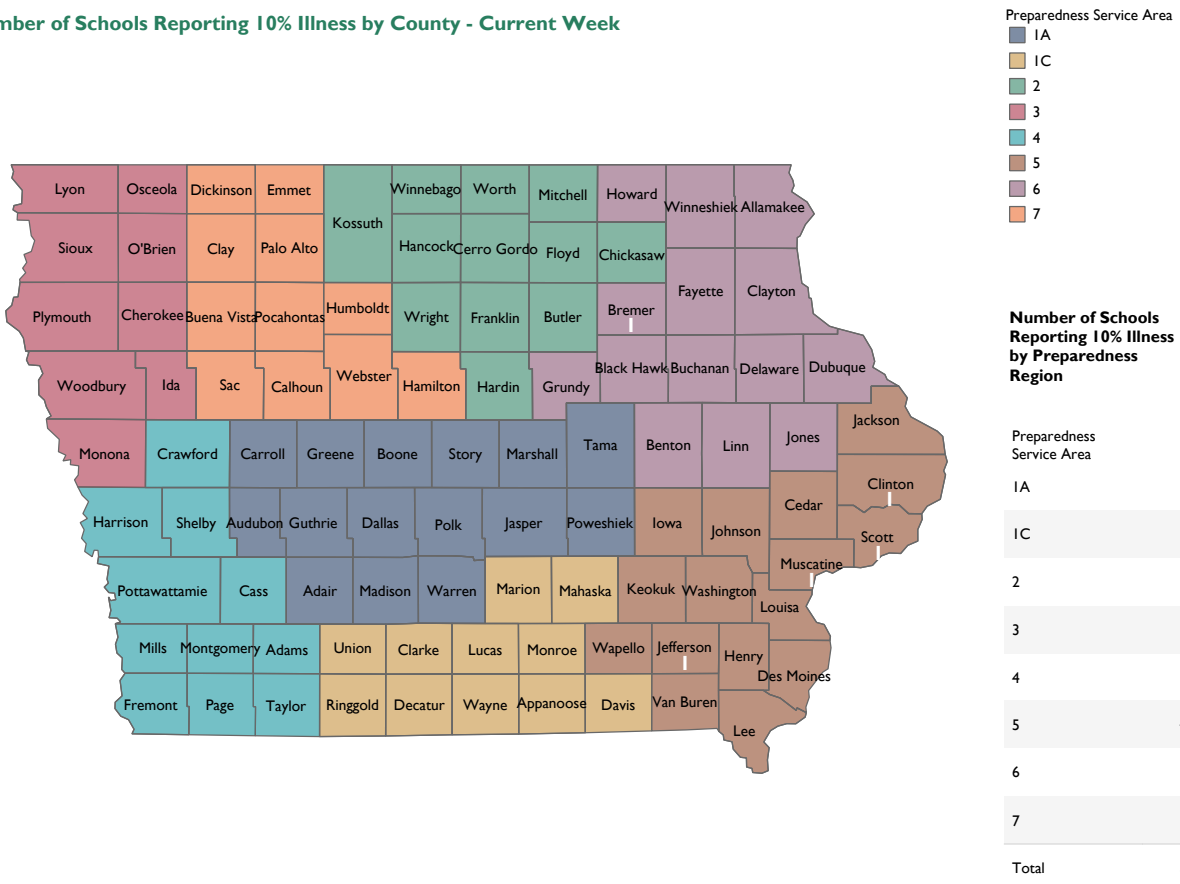 mber of Schools Reporting 10% Illness by County - Current Week
Preparedness Service Area
1A
1C
2
3
4
5
6
7
Lyon
Osceola
Dickinson
Emmet
Kossuth
Winnebago
Worth
Mitchell
Howard
Winneshiek
Allamakee
Sioux
O'Brien
Clay
Palo Alto
Hancock
Cerro Gordo
Floyd
Chickasaw
Plymouth
Cherokee
Buena Vista
Pocahontas
Humboldt
Wright
Franklin
Butler
Bremer
Fayette
Clayton
Woodbury
Ida
Sac
Calhoun
Webster
Hamilton
Hardin
Grundy
Black Hawk
Buchanan
Delaware
Dubuque
Monona
Crawford
Carroll
Greene
Boone
Story
Marshall
Tama
Benton
Linn
Jones
Jackson
Clinton
Harrison
Shelby
Audubon
Guthrie
Dallas
Polk
Jasper
Poweshiek
Iowa
Johnson
Cedar
Scott
Muscatine
Pottawattamie
Cass
Adair
Madison
Warren
Marion
Mahaska
Keokuk
Washington
Louisa
Mills
Montgomery
Adams
Union
Clarke
Lucas
Monroe
Wapello
Jefferson
Henry
Des Moines
Fremont
Page
Taylor
Ringgold
Decatur
Wayne
Appanoose
Davis
Van Buren
Lee
Number of Schools
Reporting 10% Illness
by Preparedness
Region
Preparedness
Service Area
1A
1C
2
3
4
5
6
7
Total